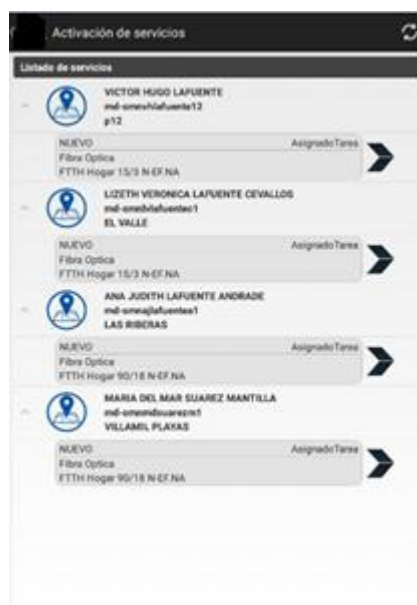 Activación de servicios
Listado de servicios
VICTOR HUGO LAFUENTE
md-smevhlafuente12
p12
NUEVO AsignadoTarea
Fibra Optica
FTTH Hogar 15/3 N-EF.NA
LIZETH VERONICA LAFUENTE CEVALLOS
EL VALLE
NUEVO AsignadoTarea
Fibra Optica
FTTH Hogar 15/3 N-EF.NA
ANA JUDITH LAFUENTE ANDRADE
LAS RIBERAS
NUEVO AsignadoTarea
Fibra Optica
FTTH Hogar 90/18 N-EF.NA
MARIA DEL MAR SUAREZ MANTILLA
VILLAMIL PLAYAS
NUEVO AsignadoTarea
Fibra Optica
FTTH Hogar 90/18 N-EF.NA